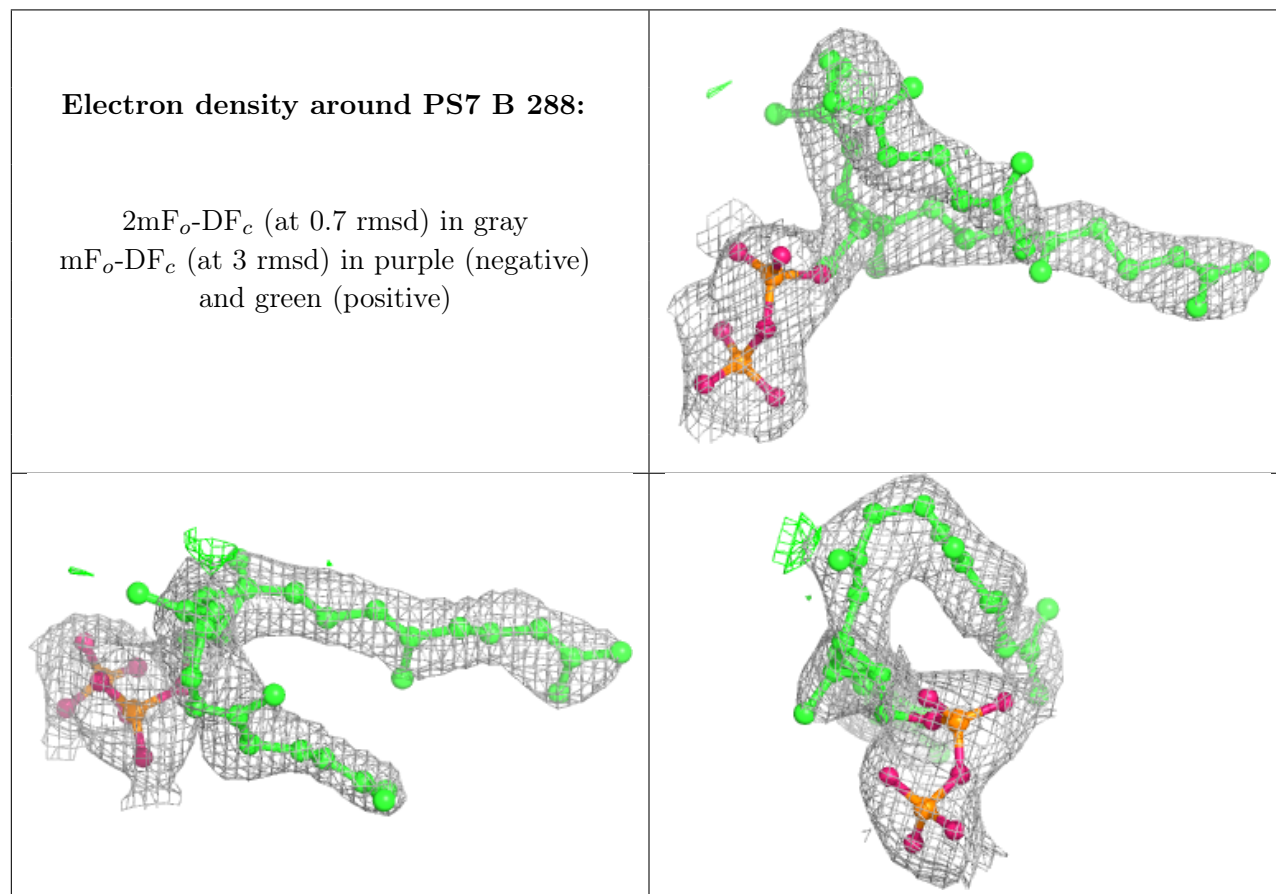 Electron density around PS7 B 288:
2mFₒ-DF𝒸 (at 0.7 rmsd) in gray
mFₒ-DF𝒸 (at 3 rmsd) in purple (negative)
and green (positive)